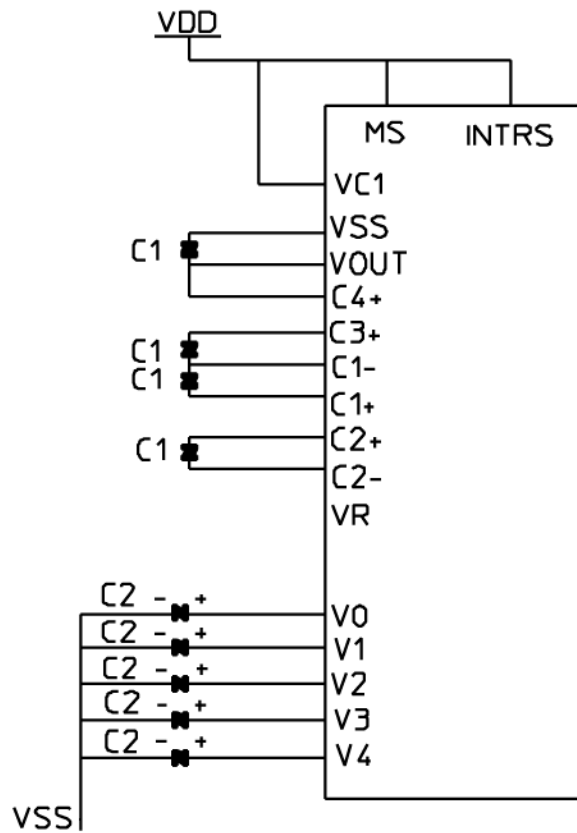 VDD
MS INTRS
VC1
VSS
C1
VOUT
C4+
C3+
C1
C1-
C1
C1+
C2+
C1
C2-
VR
C2 - +
V0
C2 - +
V1
C2 - +
V2
C2 - +
V3
C2 - +
V4
VSS